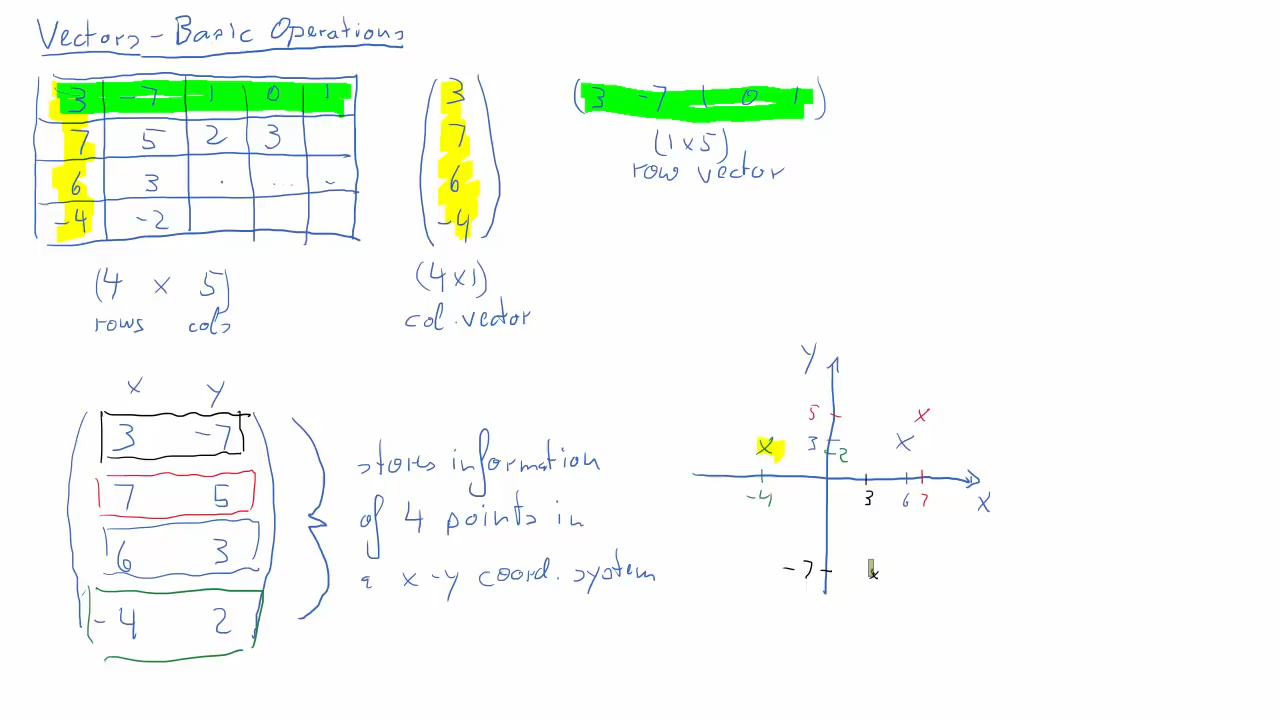 Vectors - Basic Operations
3 -7 1 0 1
7 5 2 3
6 3 . ... -
-4 -2
(4 x 5)
rows cols
3
7
6
-4
(4x1)
col. vector
(3 -7 1 0 1)
(1x5)
row vector
x y
3 -7
7 5
6 3
-4 2
stores information
of 4 points in
a x-y coord. system
y
5 x
x 3 2 x
-4 3 6 7 x
-7 x